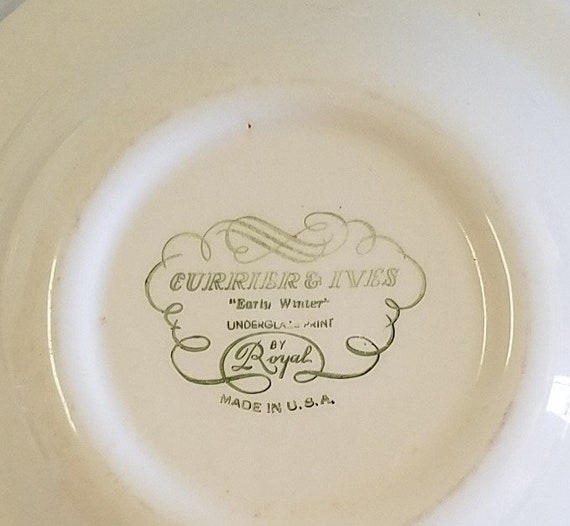 CURRIER & IVES
"Early Winter"
UNDERGLAZE PRINT
BY
Royal
MADE IN U.S.A.